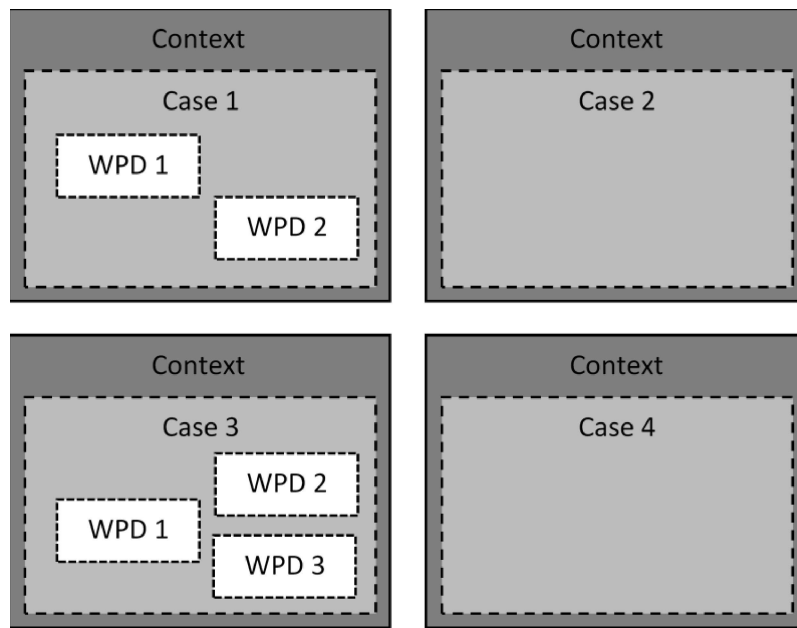 Context
Case 1
WPD 1
WPD 2
Context
Case 2
Context
Case 3
WPD 2
WPD 1
WPD 3
Context
Case 4